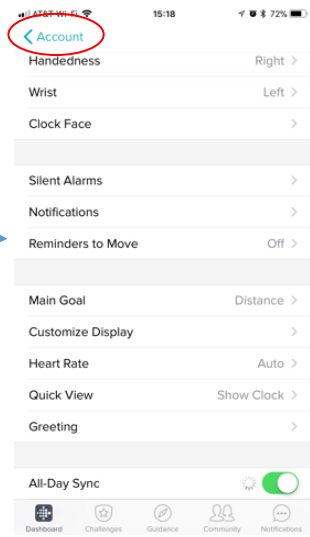 AT&T Wi-Fi 15:18 72%
Account
Handedness Right
Wrist Left
Clock Face
Silent Alarms
Notifications
Reminders to Move Off
Main Goal Distance
Customize Display
Heart Rate Auto
Quick View Show Clock
Greeting
All-Day Sync
Dashboard Challenges Guidance Community Notifications